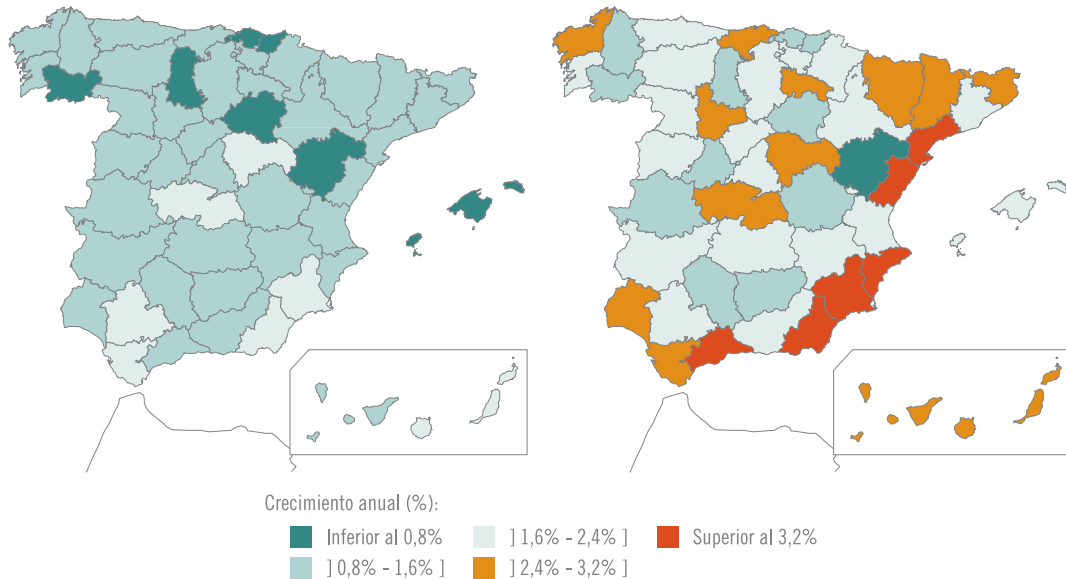 Crecimiento anual (%):
Inferior al 0,8%
] 1,6% - 2,4% ]
Superior al 3,2%
] 0,8% - 1,6% ]
] 2,4% - 3,2% ]